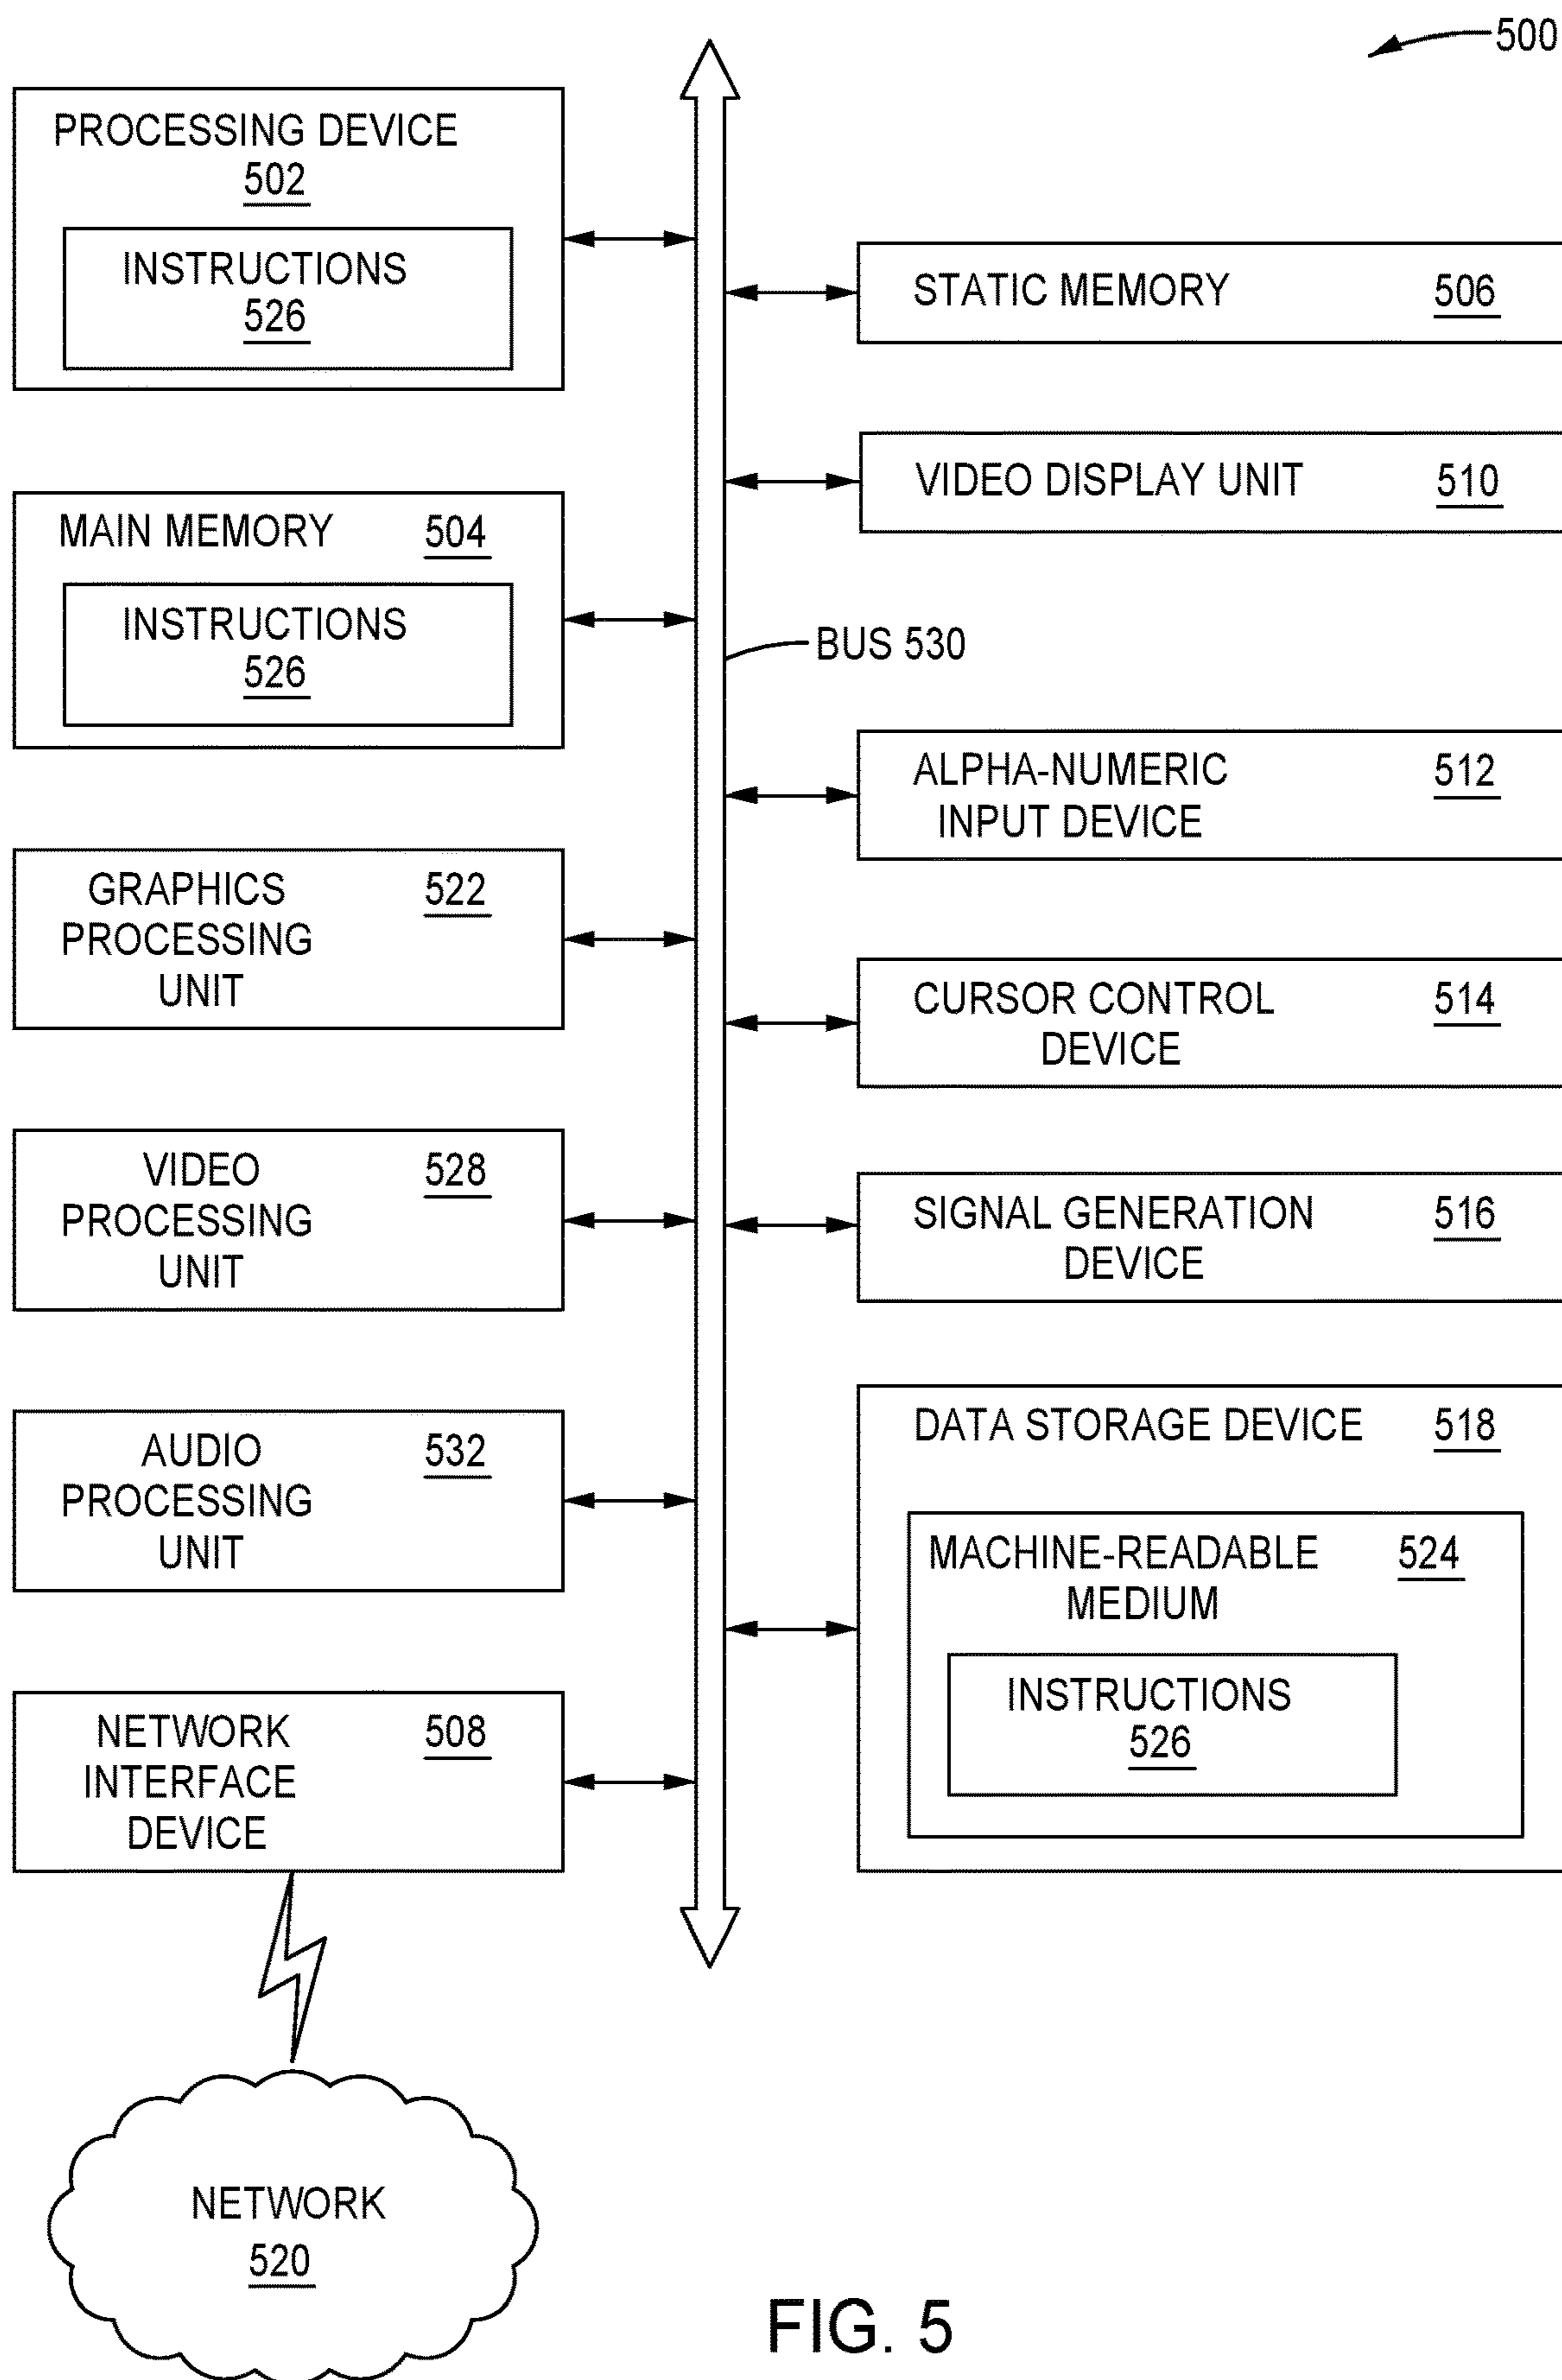 500
PROCESSING DEVICE
502
INSTRUCTIONS
526
MAIN MEMORY 504
INSTRUCTIONS
526
GRAPHICS 522
PROCESSING
UNIT
VIDEO 528
PROCESSING
UNIT
AUDIO 532
PROCESSING
UNIT
NETWORK 508
INTERFACE
DEVICE
NETWORK
520
BUS 530
STATIC MEMORY 506
VIDEO DISPLAY UNIT 510
ALPHA-NUMERIC 512
INPUT DEVICE
CURSOR CONTROL 514
DEVICE
SIGNAL GENERATION 516
DEVICE
DATA STORAGE DEVICE 518
MACHINE-READABLE 524
MEDIUM
INSTRUCTIONS
526
FIG. 5